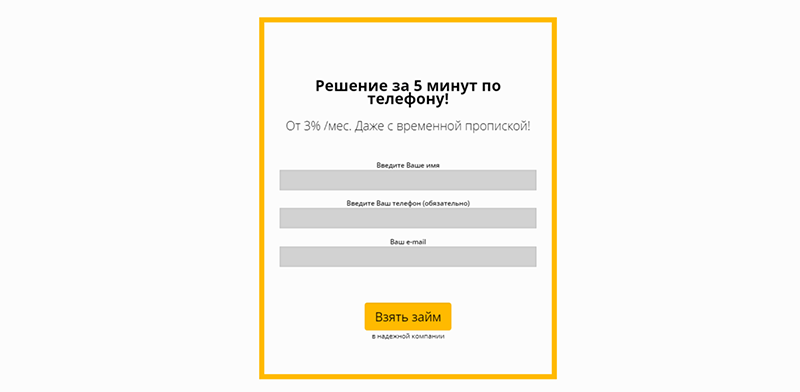 Решение за 5 минут по
телефону!
От 3% /мес. Даже с временной пропиской!
Введите Ваше имя
Введите Ваш телефон (обязательно)
Ваш e-mail
Взять займ
в надежной компании